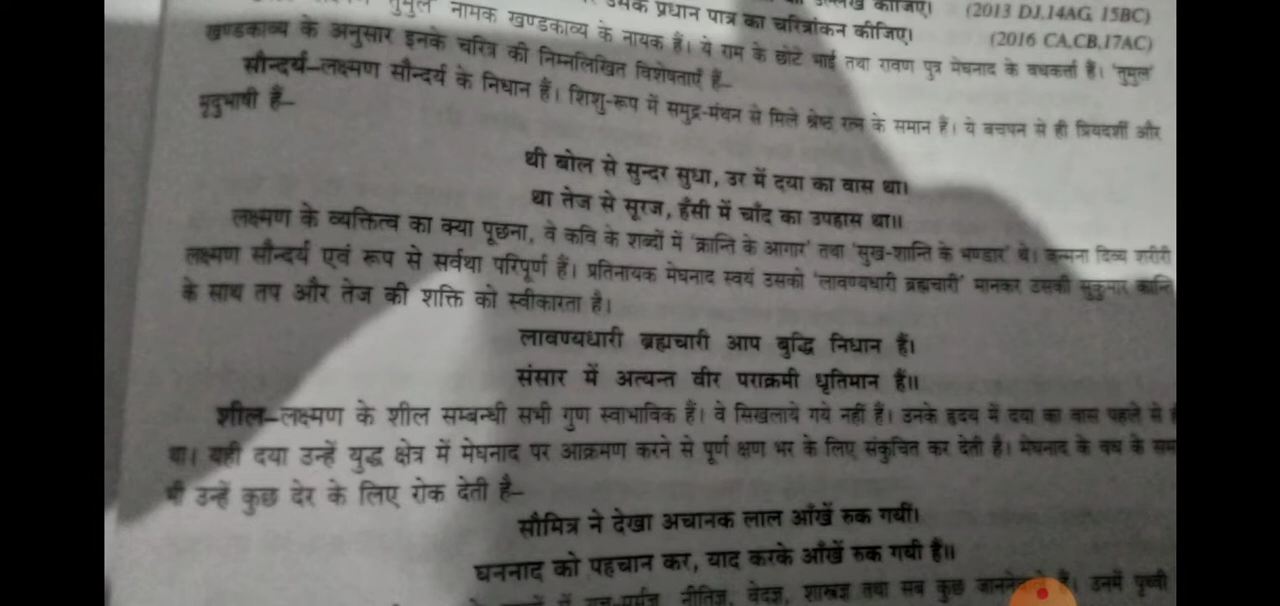 उल्लेख कीजिए। (2013 DJ,14AG, 15BC)
उसके प्रधान पात्र का चरित्रांकन कीजिए। (2016 CA,CB,17AC)
तुमुल' नामक खण्डकाव्य के नायक हैं। ये राम के छोटे भाई तथा रावण पुत्र मेघनाद के वधकर्ता हैं। 'तुमुल'
खण्डकाव्य के अनुसार इनके चरित्र की निम्नलिखित विशेषताएँ हैं–
सौन्दर्य–लक्ष्मण सौन्दर्य के निधान हैं। शिशु-रूप में समुद्र-मंथन से मिले श्रेष्ठ रत्न के समान हैं। ये बचपन से ही प्रियदर्शी और
मृदुभाषी हैं–
थी बोल से सुन्दर सुधा, उर में दया का वास था।
था तेज से सूरज, हँसी में चाँद का उपहास था॥
लक्ष्मण के व्यक्तित्व का क्या पूछना, वे कवि के शब्दों में 'क्रान्ति के आगार' तथा 'सुख-शान्ति के भण्डार' थे। जन्मना दिव्य शरीरी
लक्ष्मण सौन्दर्य एवं रूप से सर्वथा परिपूर्ण हैं। प्रतिनायक मेघनाद स्वयं उसको 'लावण्यधारी ब्रह्मचारी' मानकर उसकी सुकुमार कान्ति
के साथ तप और तेज की शक्ति को स्वीकारता है।
लावण्यधारी ब्रह्मचारी आप बुद्धि निधान हैं।
संसार में अत्यन्त वीर पराक्रमी धृतिमान हैं॥
शील–लक्ष्मण के शील सम्बन्धी सभी गुण स्वाभाविक हैं। वे सिखलाये गये नहीं हैं। उनके हृदय में दया का वास पहले से
था। यही दया उन्हें युद्ध क्षेत्र में मेघनाद पर आक्रमण करने से पूर्ण क्षण भर के लिए संकुचित कर देती है। मेघनाद के वध के सम
भी उन्हें कुछ देर के लिए रोक देती है–
सौमित्र ने देखा अचानक लाल आँखें रुक गयीं।
घननाद को पहचान कर, याद करके आँखें रुक गयी हैं॥
नीतिज्ञ, वेदज्ञ, शास्त्रज्ञ तथा सब कुछ उनमें पृथ्वी